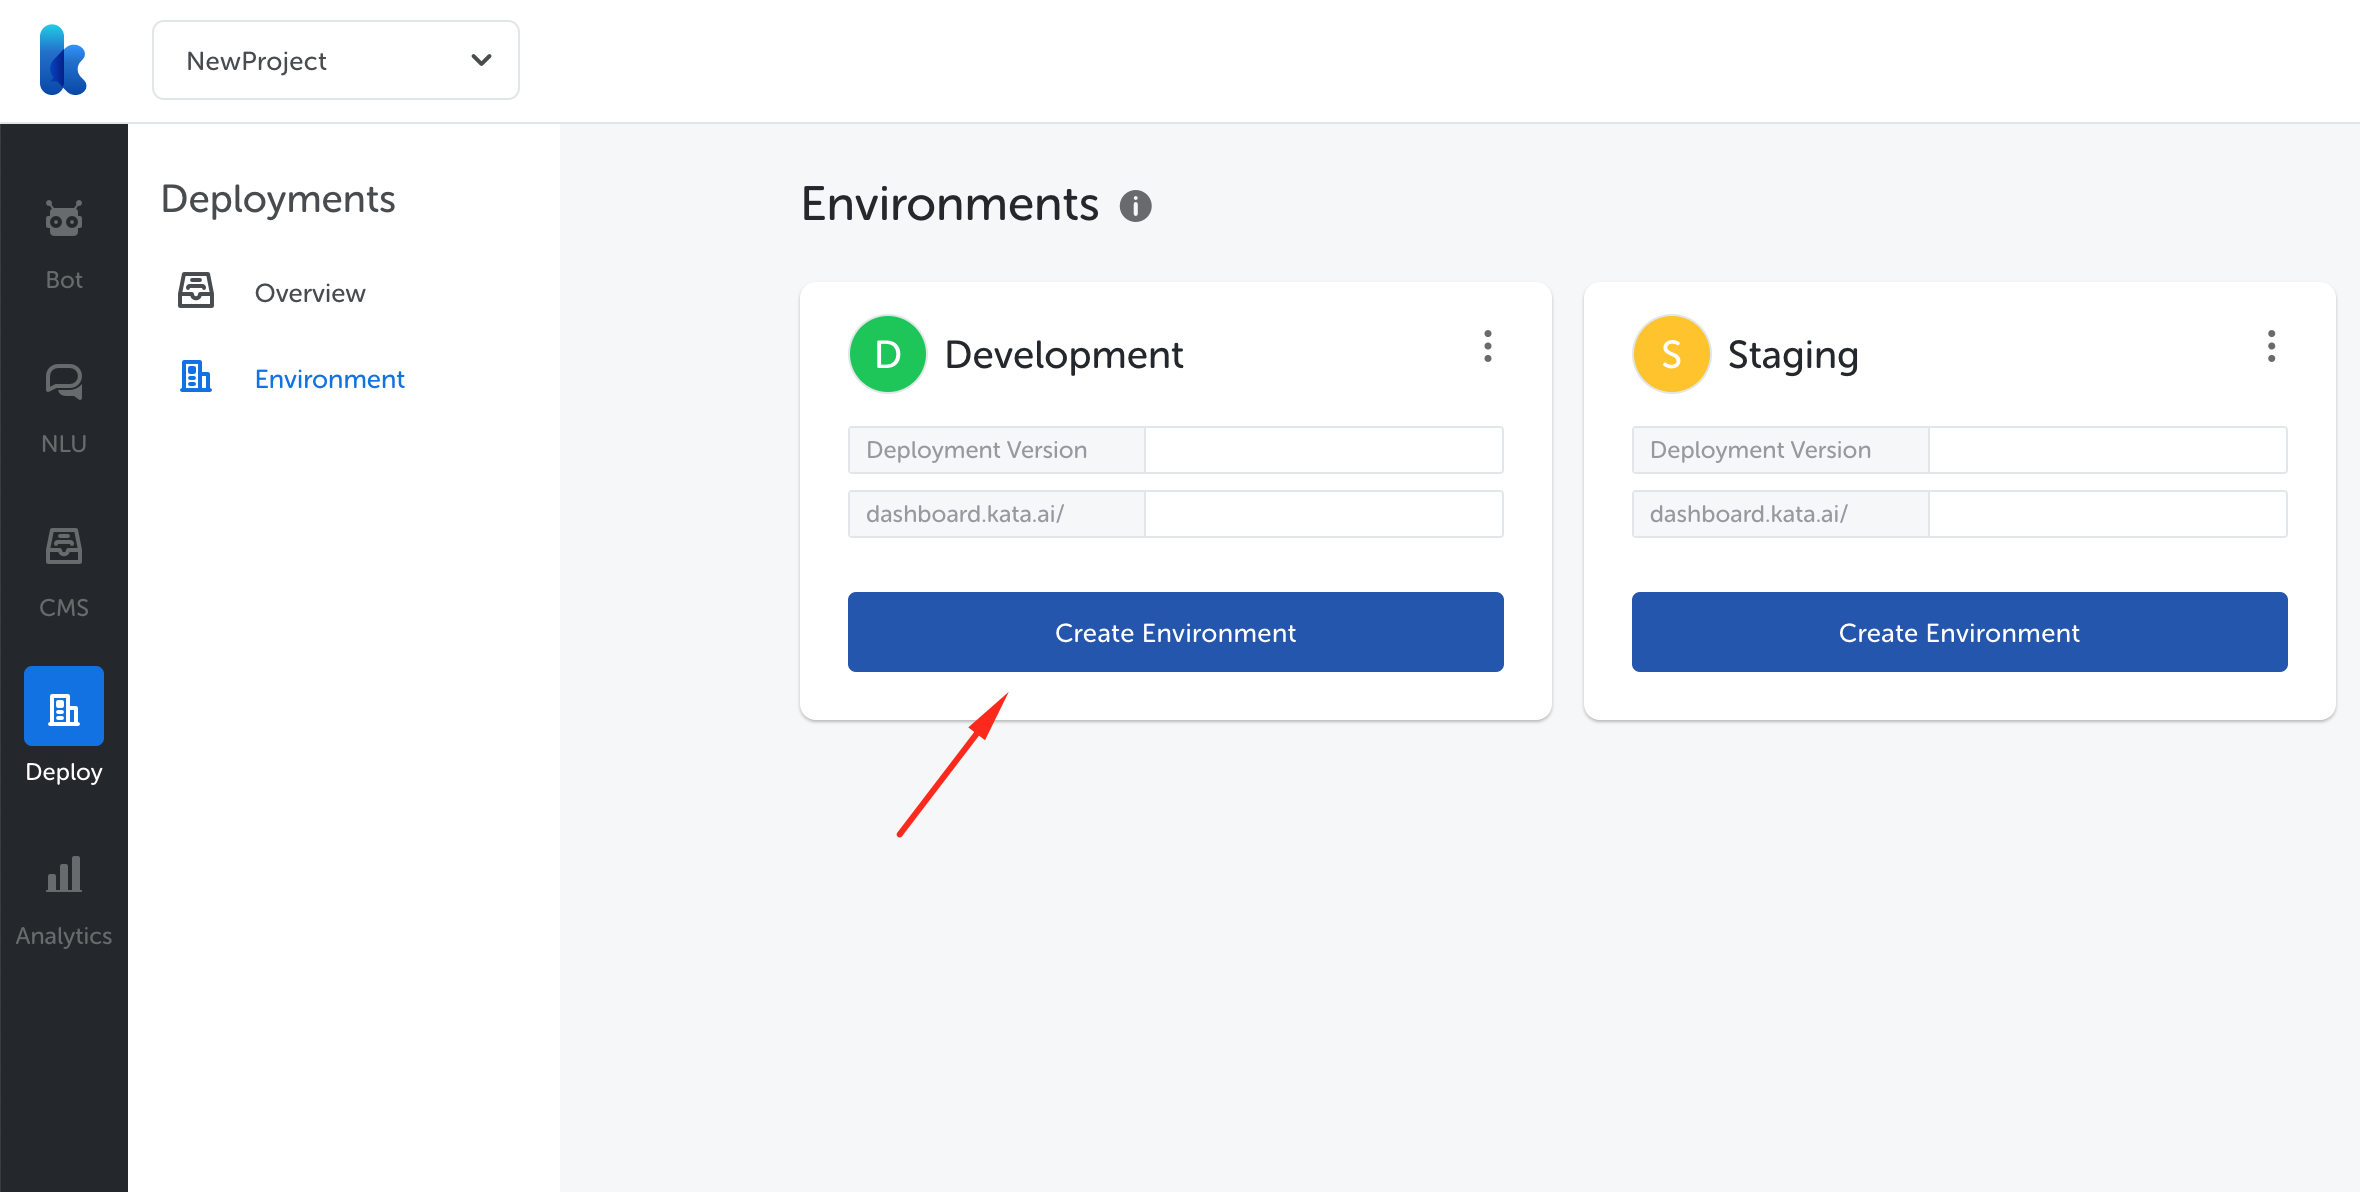 NewProject
Bot
NLU
CMS
Deploy
Analytics
Deployments
Overview
Environment
Environments
D Development
Deployment Version
dashboard.kata.ai/
Create Environment
S Staging
Deployment Version
dashboard.kata.ai/
Create Environment